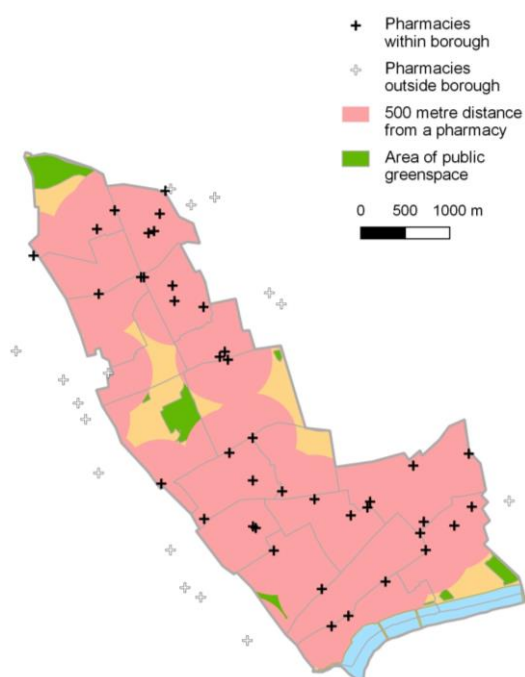 Pharmacies
within borough
Pharmacies
outside borough
500 metre distance
from a pharmacy
Area of public
greenspace
0 500 1000 m